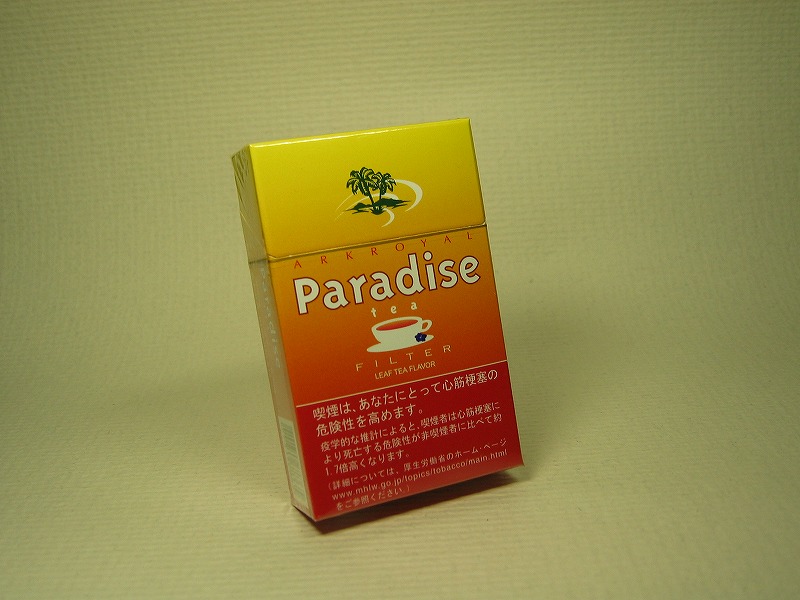 ARKROYAL
Paradise
tea
FILTER
LEAF TEA FLAVOR
喫煙は、あなたにとって心筋梗塞の
危険性を高めます。
疫学的な推計によると、喫煙者は心筋梗塞に
より死亡する危険性が非喫煙者に比べて約
1.7倍高くなります。
(詳細については、厚生労働省のホーム・ページ
www.mhlw.go.jp/topics/tobacco/main.html
をご参照ください。)
Paradise